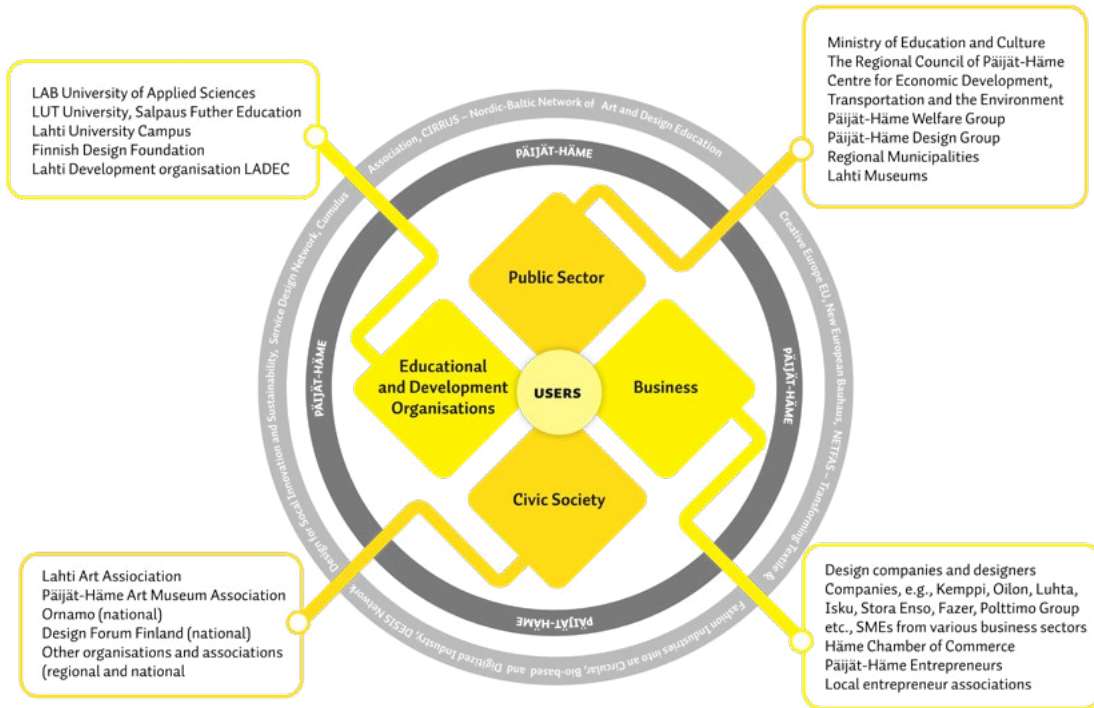 LAB University of Applied Sciences
LUT University, Salpaus Futher Education
Lahti University Campus
Finnish Design Foundation
Lahti Development organisation LADEC
Ministry of Education and Culture
The Regional Council of Päijät-Häme
Centre for Economic Development,
Transportation and the Environment
Päijät-Häme Welfare Group
Päijät-Häme Design Group
Regional Municipalities
Lahti Museums
Design for Socal Innovation and Sustainability, Service Design Network, Cumulus Association, CIRRUS – Nordic-Baltic Network of Art and Design Education
Creative Europe EU, New European Bauhaus, NETFAS – Transforming Textile & Fashion Industries into an Circular, Bio-based and Digitized Industry, DESIS Network
PÄIJÄT-HÄME
PÄIJÄT-HÄME
PÄIJÄT-HÄME
PÄIJÄT-HÄME
Public Sector
Educational
and Development
Organisations
USERS
Business
Civic Society
Lahti Art Assiociation
Päijät-Häme Art Museum Association
Ornamo (national)
Design Forum Finland (national)
Other organisations and associations
(regional and national
Design companies and designers
Companies, e.g., Kemppi, Oilon, Luhta,
Isku, Stora Enso, Fazer, Polttimo Group
etc., SMEs from various business sectors
Häme Chamber of Commerce
Päijät-Häme Entrepreneurs
Local entrepreneur associations